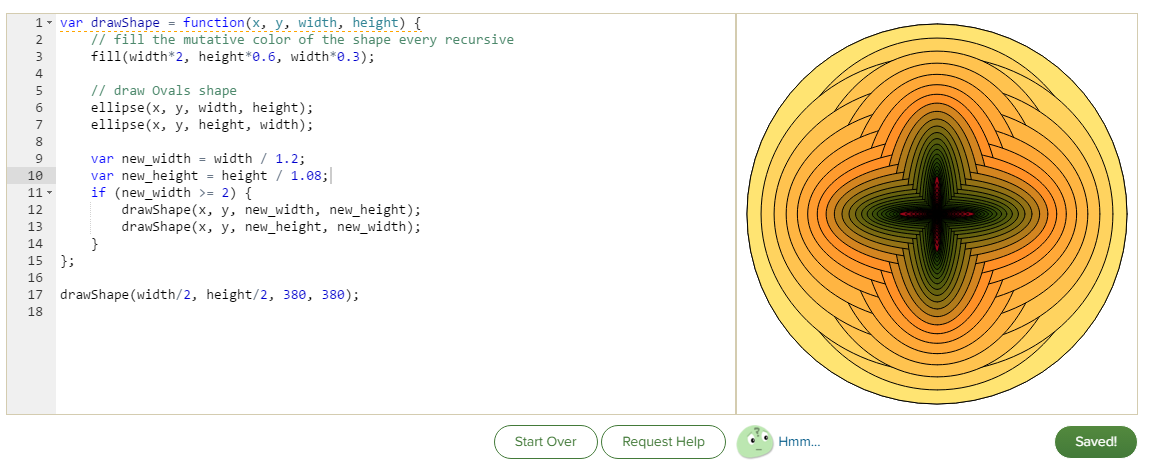 1 var drawShape = function(x, y, width, height) {
2 // fill the mutative color of the shape every recursive
3 fill(width*2, height*0.6, width*0.3);
4
5 // draw Ovals shape
6 ellipse(x, y, width, height);
7 ellipse(x, y, height, width);
8
9 var new_width = width / 1.2;
10 var new_height = height / 1.08;
11 if (new_width >= 2) {
12 drawShape(x, y, new_width, new_height);
13 drawShape(x, y, new_height, new_width);
14 }
15 };
16
17 drawShape(width/2, height/2, 380, 380);
18
Start Over
Request Help
?
Hmm...
Saved!